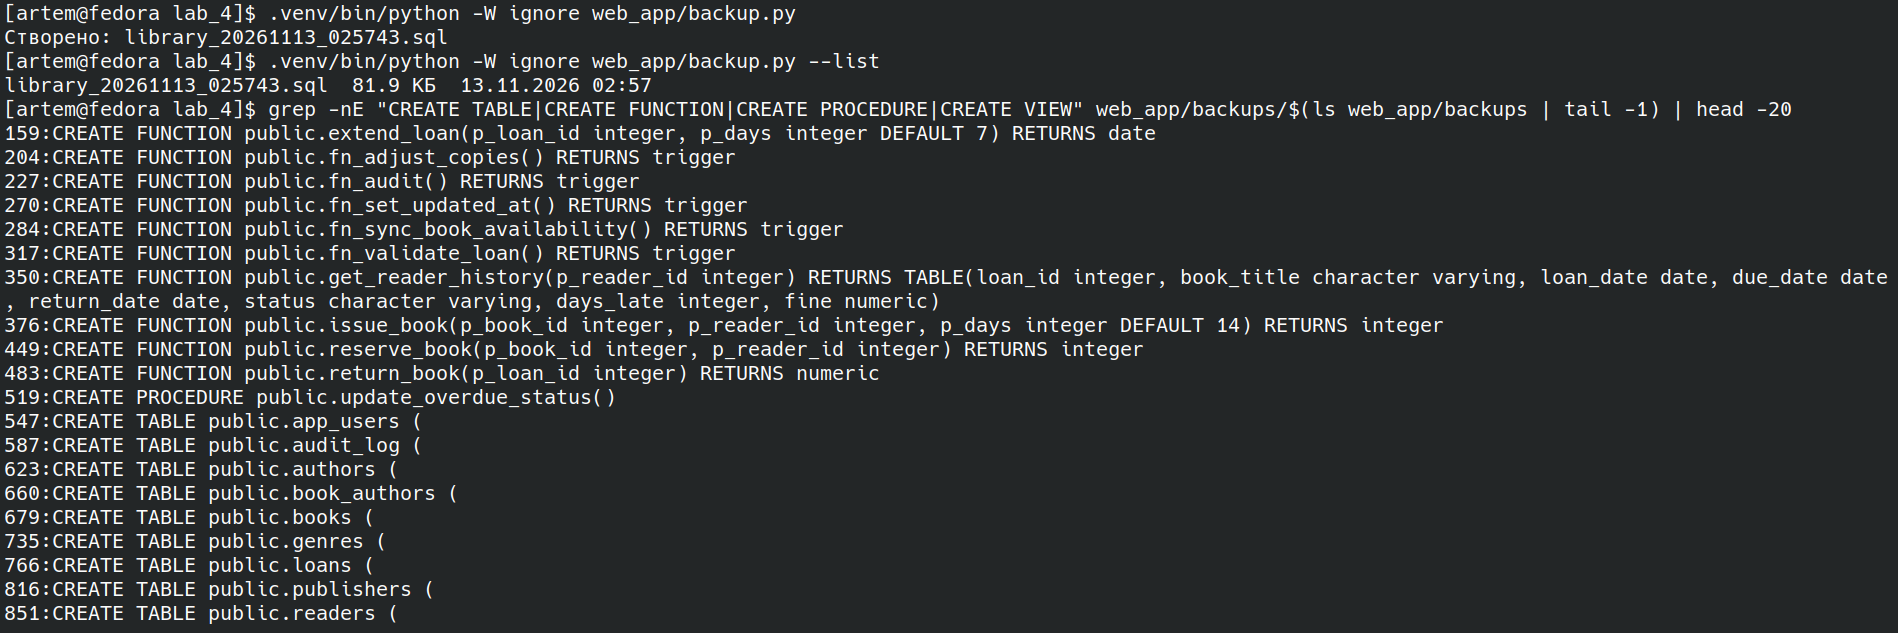 [artem@fedora lab_4]$ .venv/bin/python -W ignore web_app/backup.py
Створено: library_20261113_025743.sql
[artem@fedora lab_4]$ .venv/bin/python -W ignore web_app/backup.py --list
library_20261113_025743.sql  81.9 КБ  13.11.2026 02:57
[artem@fedora lab_4]$ grep -nE "CREATE TABLE|CREATE FUNCTION|CREATE PROCEDURE|CREATE VIEW" web_app/backups/$(ls web_app/backups | tail -1) | head -20
159:CREATE FUNCTION public.extend_loan(p_loan_id integer, p_days integer DEFAULT 7) RETURNS date
204:CREATE FUNCTION public.fn_adjust_copies() RETURNS trigger
227:CREATE FUNCTION public.fn_audit() RETURNS trigger
270:CREATE FUNCTION public.fn_set_updated_at() RETURNS trigger
284:CREATE FUNCTION public.fn_sync_book_availability() RETURNS trigger
317:CREATE FUNCTION public.fn_validate_loan() RETURNS trigger
350:CREATE FUNCTION public.get_reader_history(p_reader_id integer) RETURNS TABLE(loan_id integer, book_title character varying, loan_date date, due_date date
, return_date date, status character varying, days_late integer, fine numeric)
376:CREATE FUNCTION public.issue_book(p_book_id integer, p_reader_id integer, p_days integer DEFAULT 14) RETURNS integer
449:CREATE FUNCTION public.reserve_book(p_book_id integer, p_reader_id integer) RETURNS integer
483:CREATE FUNCTION public.return_book(p_loan_id integer) RETURNS numeric
519:CREATE PROCEDURE public.update_overdue_status()
547:CREATE TABLE public.app_users (
587:CREATE TABLE public.audit_log (
623:CREATE TABLE public.authors (
660:CREATE TABLE public.book_authors (
679:CREATE TABLE public.books (
735:CREATE TABLE public.genres (
766:CREATE TABLE public.loans (
816:CREATE TABLE public.publishers (
851:CREATE TABLE public.readers (